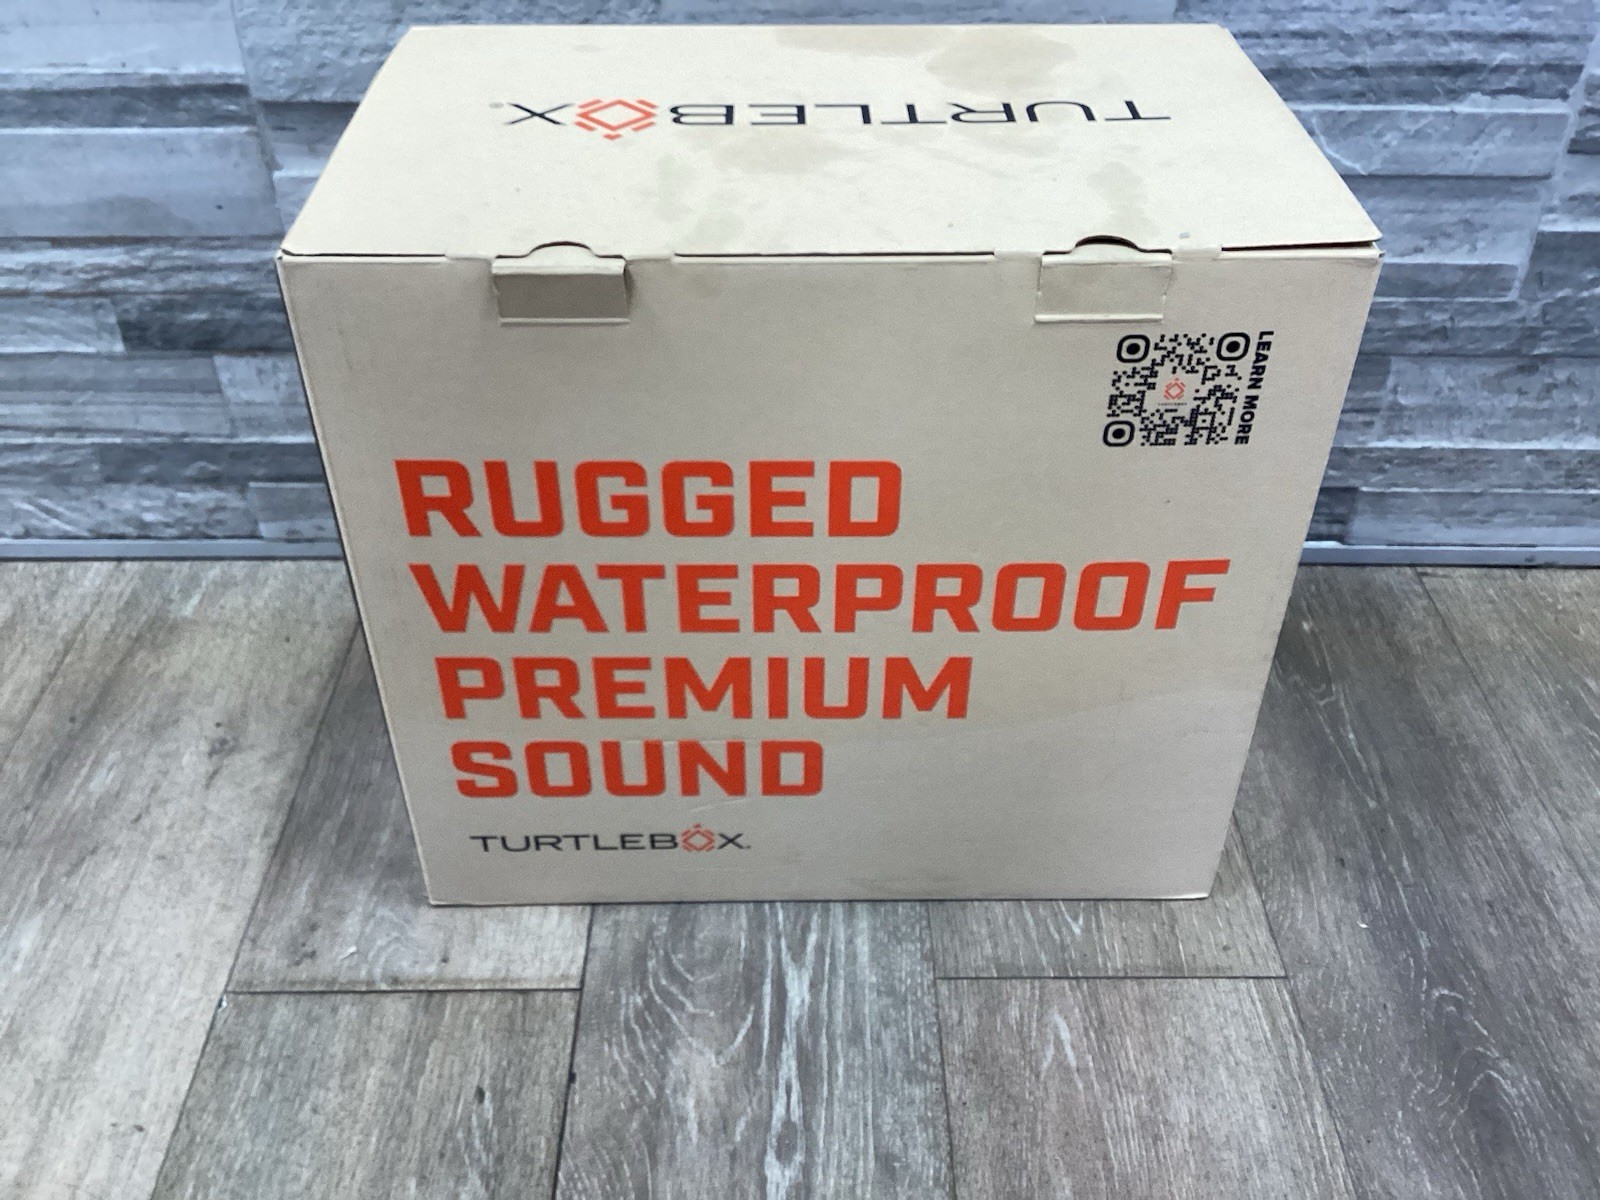 TURTLEBOX®
LEARN MORE
RUGGED
WATERPROOF
PREMIUM
SOUND
TURTLEBOX®